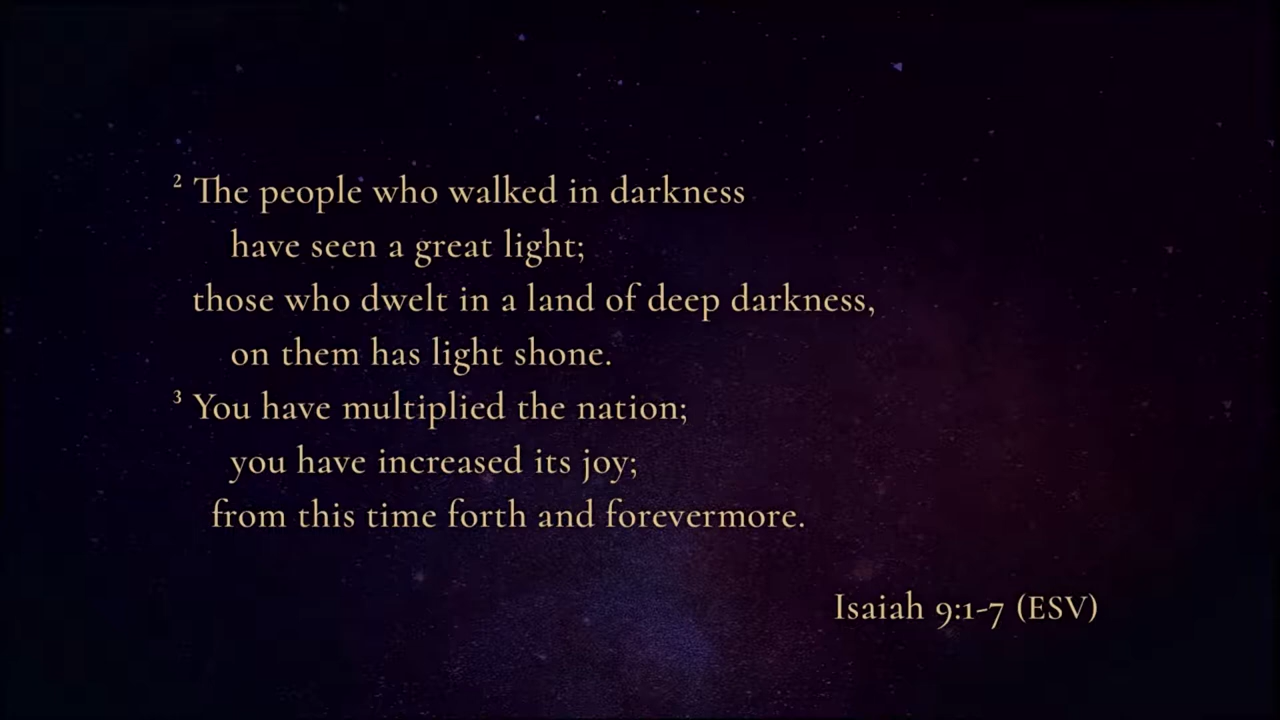 ² The people who walked in darkness
have seen a great light;
those who dwelt in a land of deep darkness,
on them has light shone.
³ You have multiplied the nation;
you have increased its joy;
from this time forth and forevermore.
Isaiah 9:1-7 (ESV)